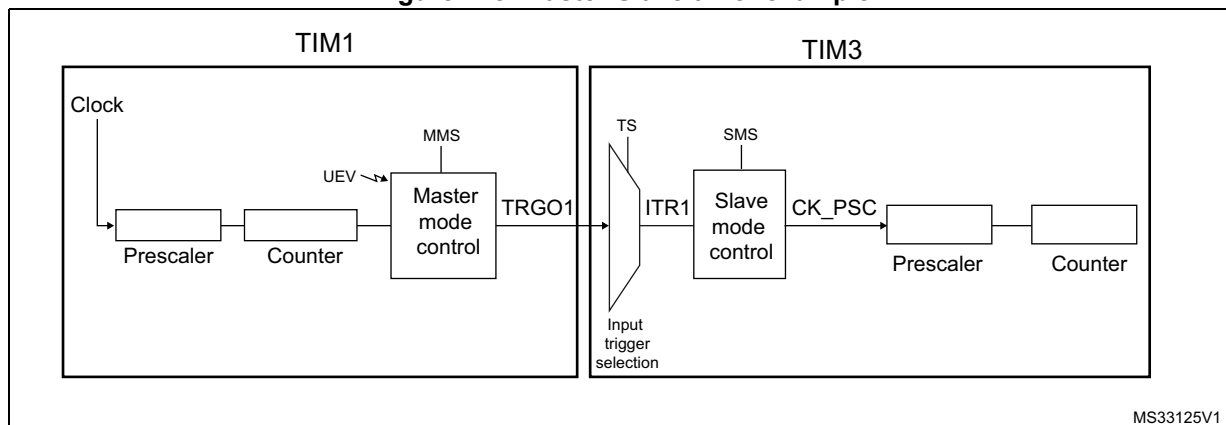 TIM1
TIM3
Clock
MMS
UEV
Master
mode
control
TRGO1
Prescaler
Counter
TS
SMS
ITR1
Slave
mode
control
CK_PSC
Prescaler
Counter
Input
trigger
selection
MS33125V1